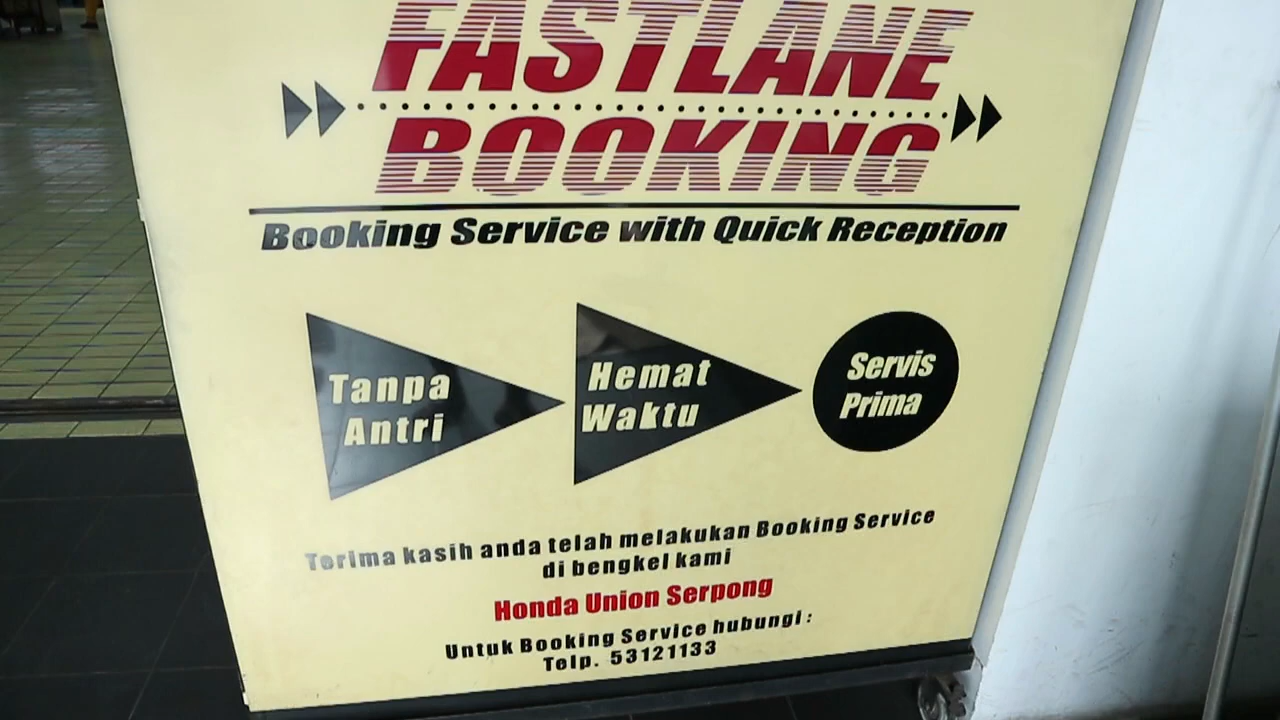 FASTLANE
BOOKING
Booking Service with Quick Reception
Tanpa
Antri
Hemat
Waktu
Servis
Prima
Terima kasih anda telah melakukan Booking Service
di bengkel kami
Honda Union Serpong
Untuk Booking Service hubungi :
Telp. 53121133